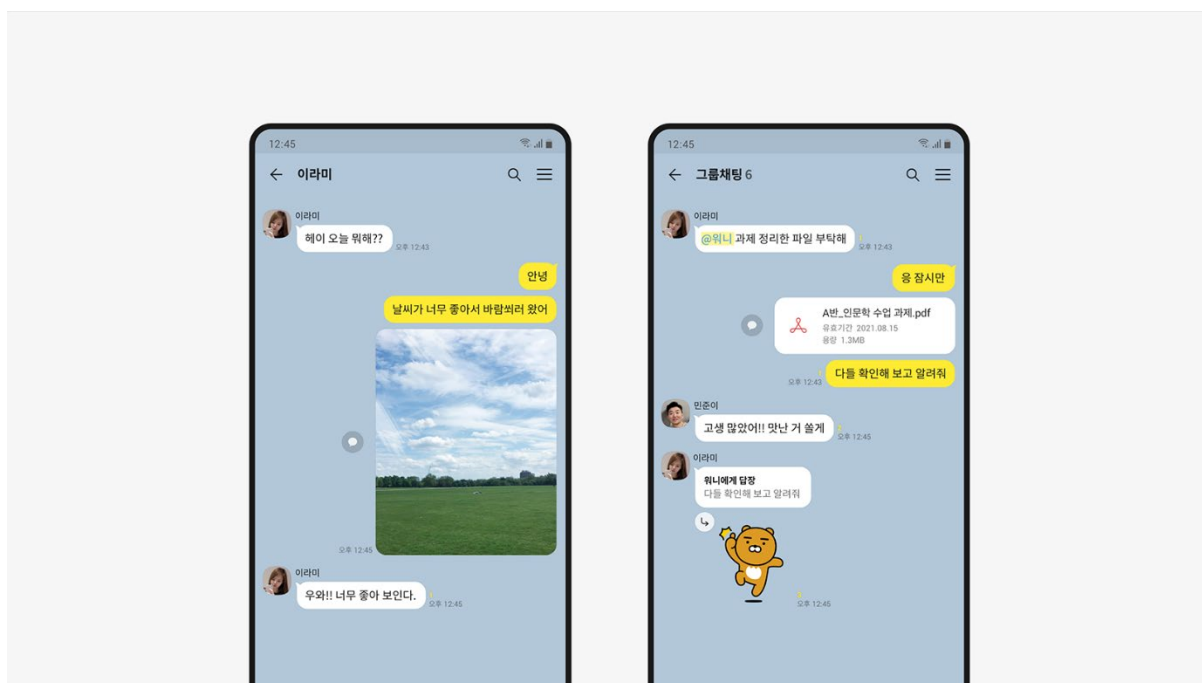 12:45
이라미
이라미
헤이 오늘 뭐해??
오후 12:43
안녕
날씨가 너무 좋아서 바람쐬러 왔어
오후 12:45
이라미
우와!! 너무 좋아 보인다.
오후 12:45
12:45
그룹채팅 6
이라미
@워니 과제 정리한 파일 부탁해
오후 12:43
응 잠시만
A반_인문학 수업 과제.pdf
유효기간 2021.08.15
용량 1.3MB
다들 확인해 보고 알려줘
오후 12:43
민준이
고생 많았어!! 맛난 거 쏠게
오후 12:45
이라미
워니에게 답장
다들 확인해 보고 알려줘
오후 12:45